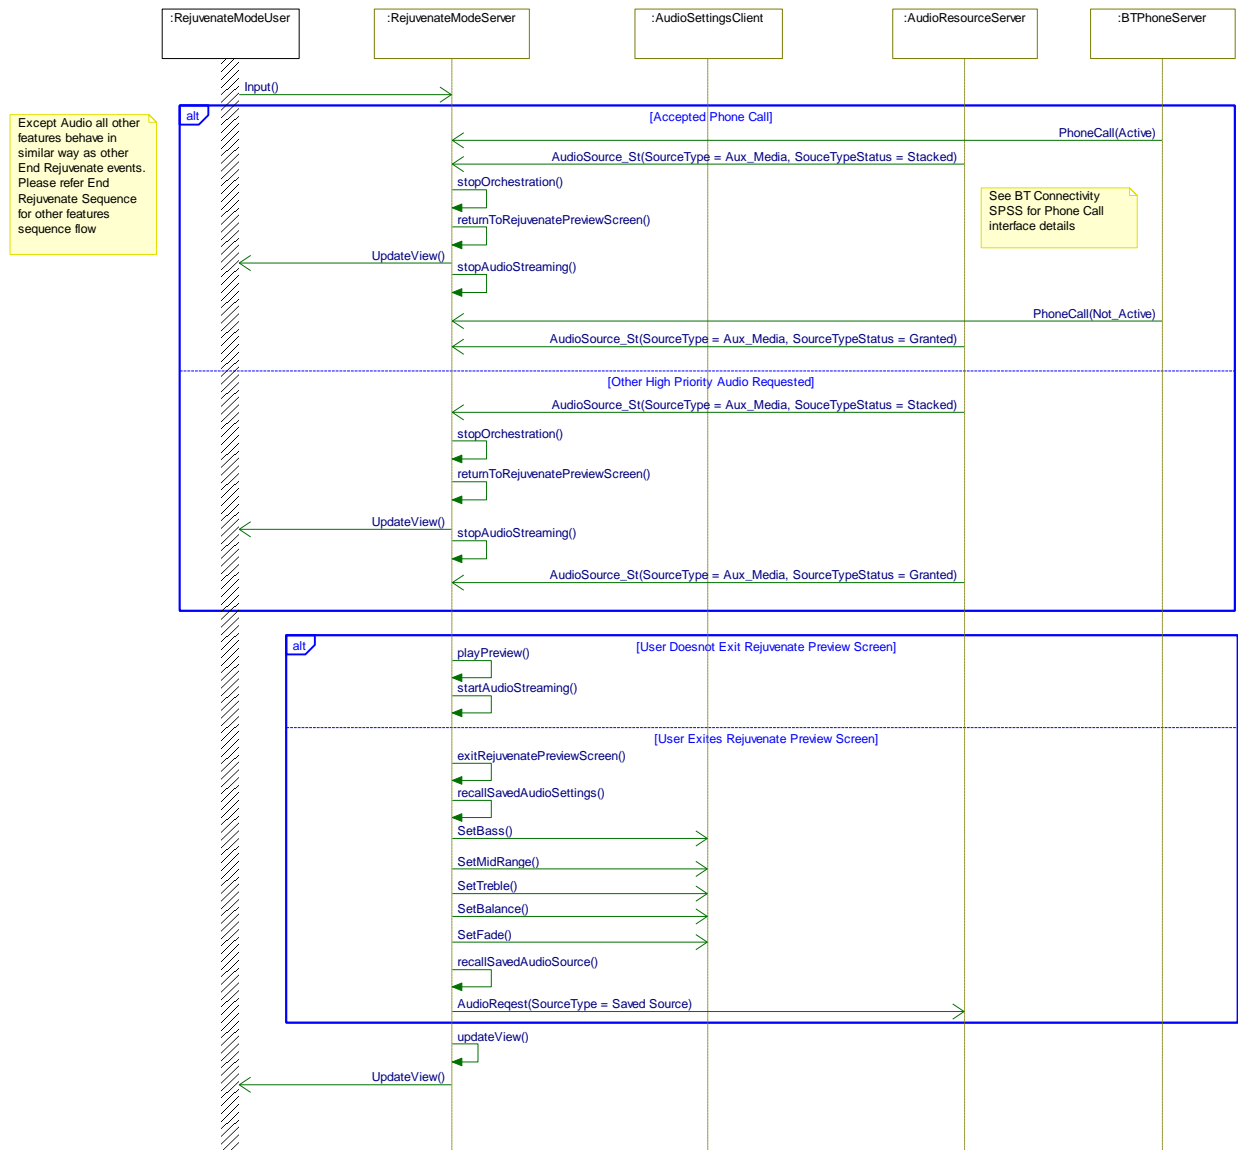 :RejuvenateModeUser
:RejuvenateModeServer
:AudioSettingsClient
:AudioResourceServer
:BTPhoneServer
Input()
alt
[Accepted Phone Call]
Except Audio all other
features behave in
similar way as other
End Rejuvenate events.
Please refer End
Rejuvenate Sequence
for other features
sequence flow
PhoneCall(Active)
AudioSource_St(SourceType = Aux_Media, SouceTypeStatus = Stacked)
stopOrchestration()
See BT Connectivity
SPSS for Phone Call
interface details
returnToRejuvenatePreviewScreen()
UpdateView()
stopAudioStreaming()
PhoneCall(Not_Active)
AudioSource_St(SourceType = Aux_Media, SourceTypeStatus = Granted)
[Other High Priority Audio Requested]
AudioSource_St(SourceType = Aux_Media, SouceTypeStatus = Stacked)
stopOrchestration()
returnToRejuvenatePreviewScreen()
UpdateView()
stopAudioStreaming()
AudioSource_St(SourceType = Aux_Media, SourceTypeStatus = Granted)
alt
[User Doesnot Exit Rejuvenate Preview Screen]
playPreview()
startAudioStreaming()
[User Exites Rejuvenate Preview Screen]
exitRejuvenatePreviewScreen()
recallSavedAudioSettings()
SetBass()
SetMidRange()
SetTreble()
SetBalance()
SetFade()
recallSavedAudioSource()
AudioReqest(SourceType = Saved Source)
updateView()
UpdateView()